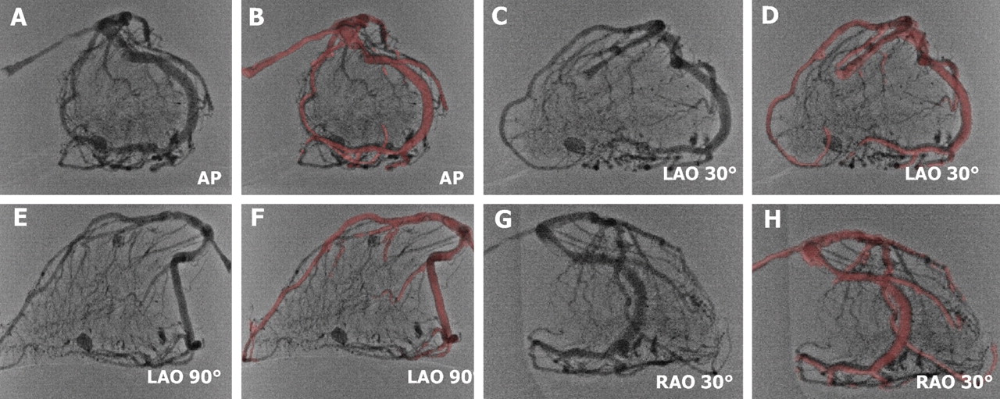 A
AP
B
AP
C
LAO 30°
D
LAO 30°
E
LAO 90°
F
LAO 90
G
RAO 30°
H
RAO 30°